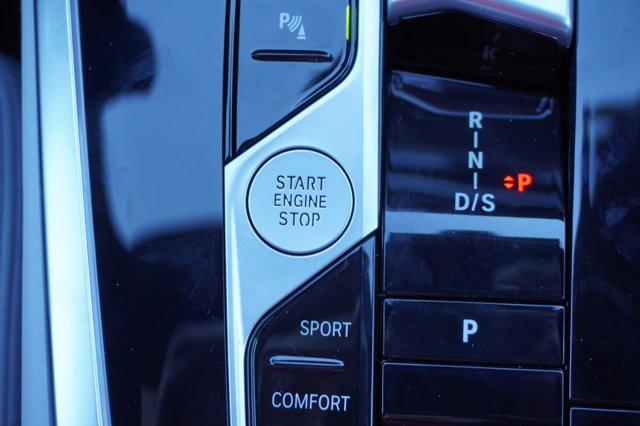 P
START
ENGINE
STOP
R
N
P
D/S
P
SPORT
COMFORT